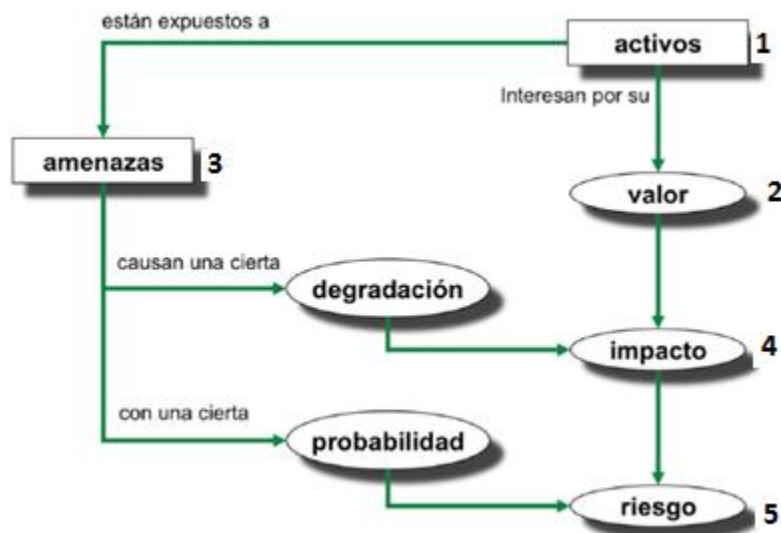 están expuestos a
activos 1
Interesan por su
amenazas 3
valor 2
causan una cierta
degradación
impacto 4
con una cierta
probabilidad
riesgo 5